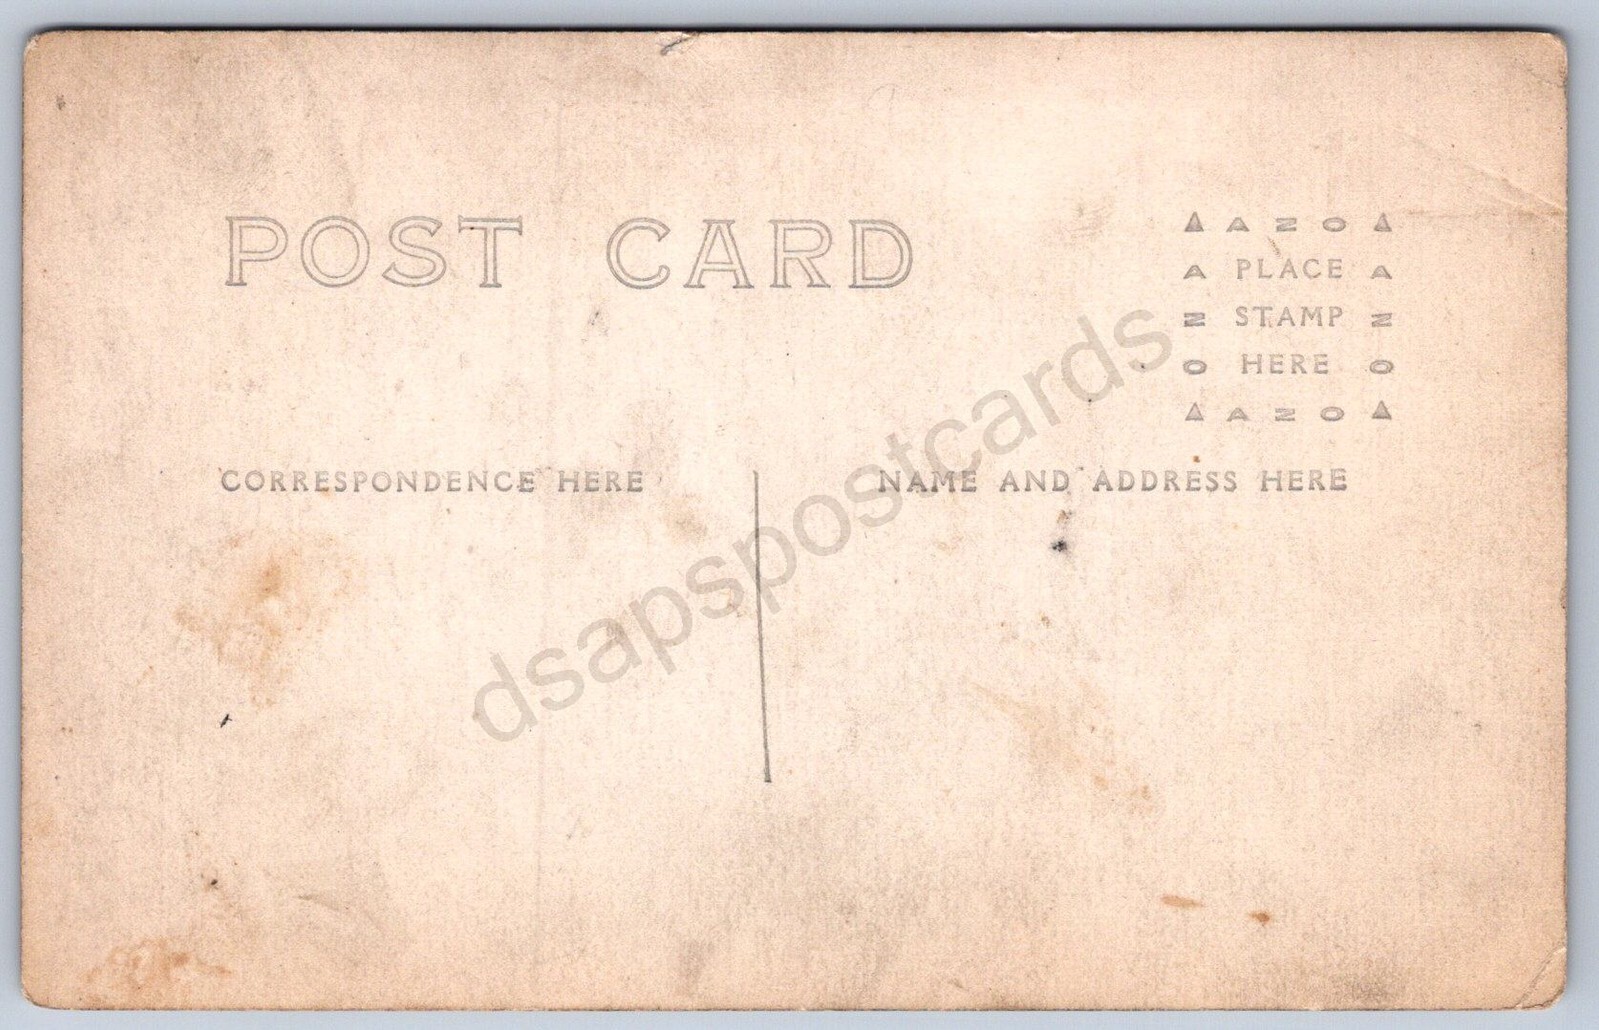 POST CARD
▲ AZO ▲
A PLACE A
Z STAMP Z
O HERE O
▲ AZO ▲
CORRESPONDENCE HERE
NAME AND ADDRESS HERE
dsapspostcards